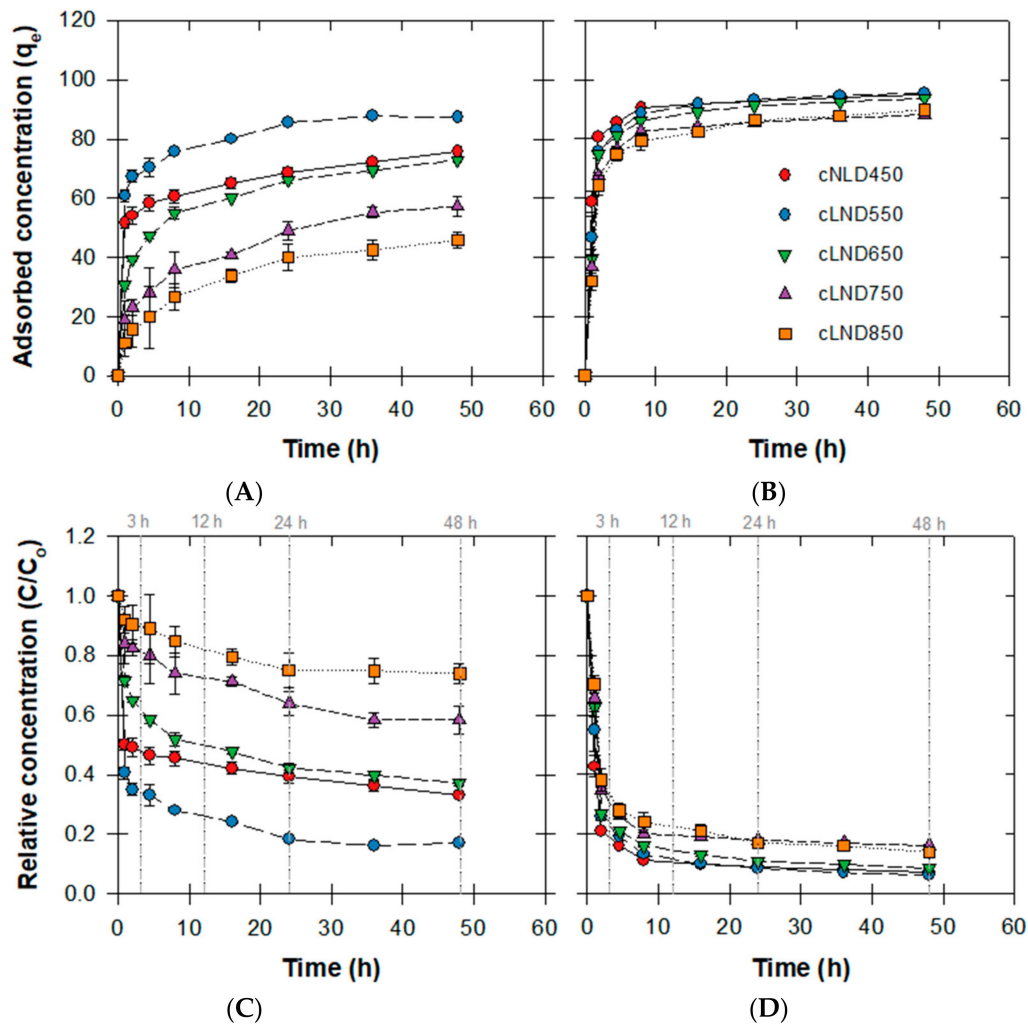 Adsorbed concentration (qe)
120
100
80
60
40
20
0
0 10 20 30 40 50 60
Time (h)
(A)
cNLD450
cLND550
cLND650
cLND750
cLND850
0 10 20 30 40 50 60
Time (h)
(B)
Relative concentration (C/Co)
3 h 12 h 24 h 48 h
1.2
1.0
0.8
0.6
0.4
0.2
0.0
0 10 20 30 40 50 60
Time (h)
(C)
3 h 12 h 24 h 48 h
0 10 20 30 40 50 60
Time (h)
(D)